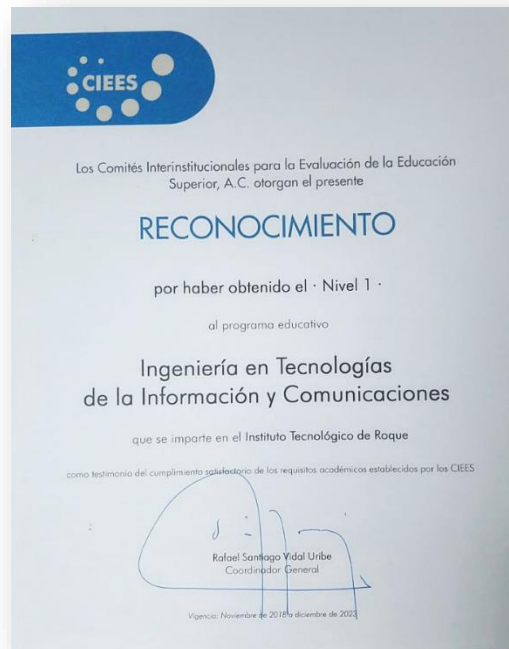 CIEES
Los Comités Interinstitucionales para la Evaluación de la Educación
Superior, A.C. otorgan el presente
RECONOCIMIENTO
por haber obtenido el · Nivel 1 ·
al programa educativo
Ingeniería en Tecnologías
de la Información y Comunicaciones
que se imparte en el Instituto Tecnológico de Roque
como testimonio del cumplimiento satisfactorio de los requisitos académicos establecidos por los CIEES
Rafael Santiago Vidal Uribe
Coordinador General
Vigencia: Noviembre de 2018 a diciembre de 2023